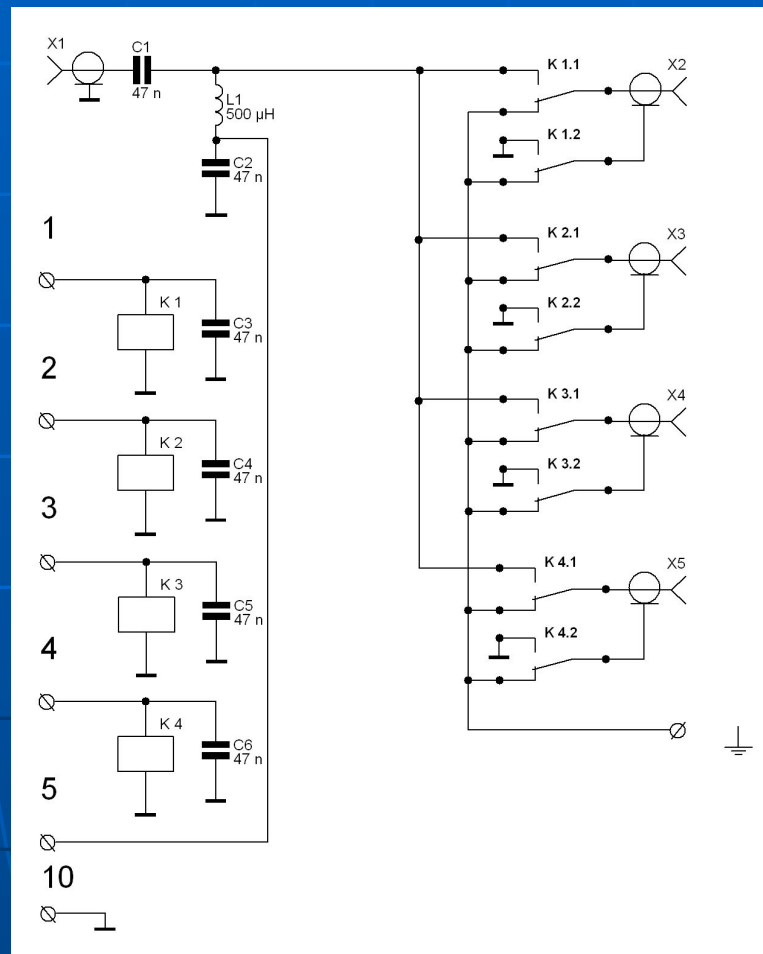 X1
C1
47 n
L1
500 µH
C2
47 n
1
K 1
C3
47 n
2
K 2
C4
47 n
3
K 3
C5
47 n
4
K 4
C6
47 n
5
10
K 1.1
X2
K 1.2
K 2.1
X3
K 2.2
K 3.1
X4
K 3.2
K 4.1
X5
K 4.2